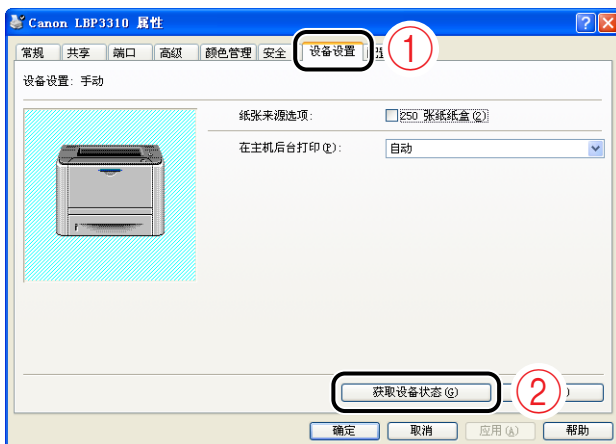 Canon LBP3310 属性
常规 共享 端口 高级 颜色管理 安全 设备设置 ①
设备设置: 手动
纸张来源选项: 250 张纸纸盒(2)
在主机后台打印(P): 自动
获取设备状态(G) ②
确定 取消 应用(A) 帮助